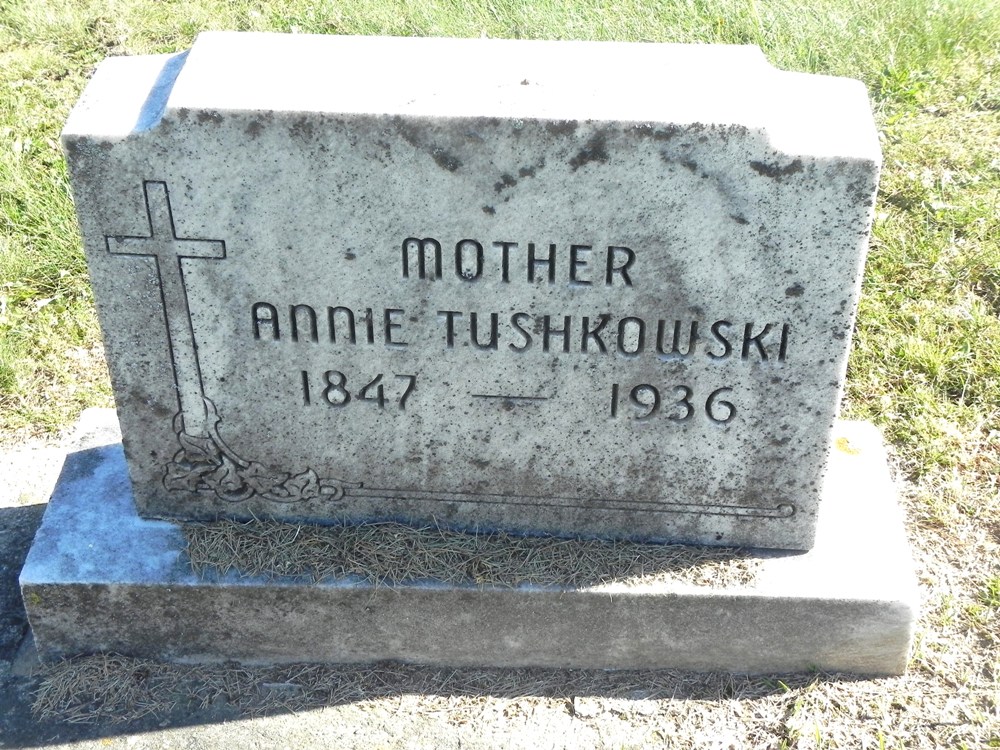 MOTHER
ANNIE TUSHKOWSKI
1847 — 1936